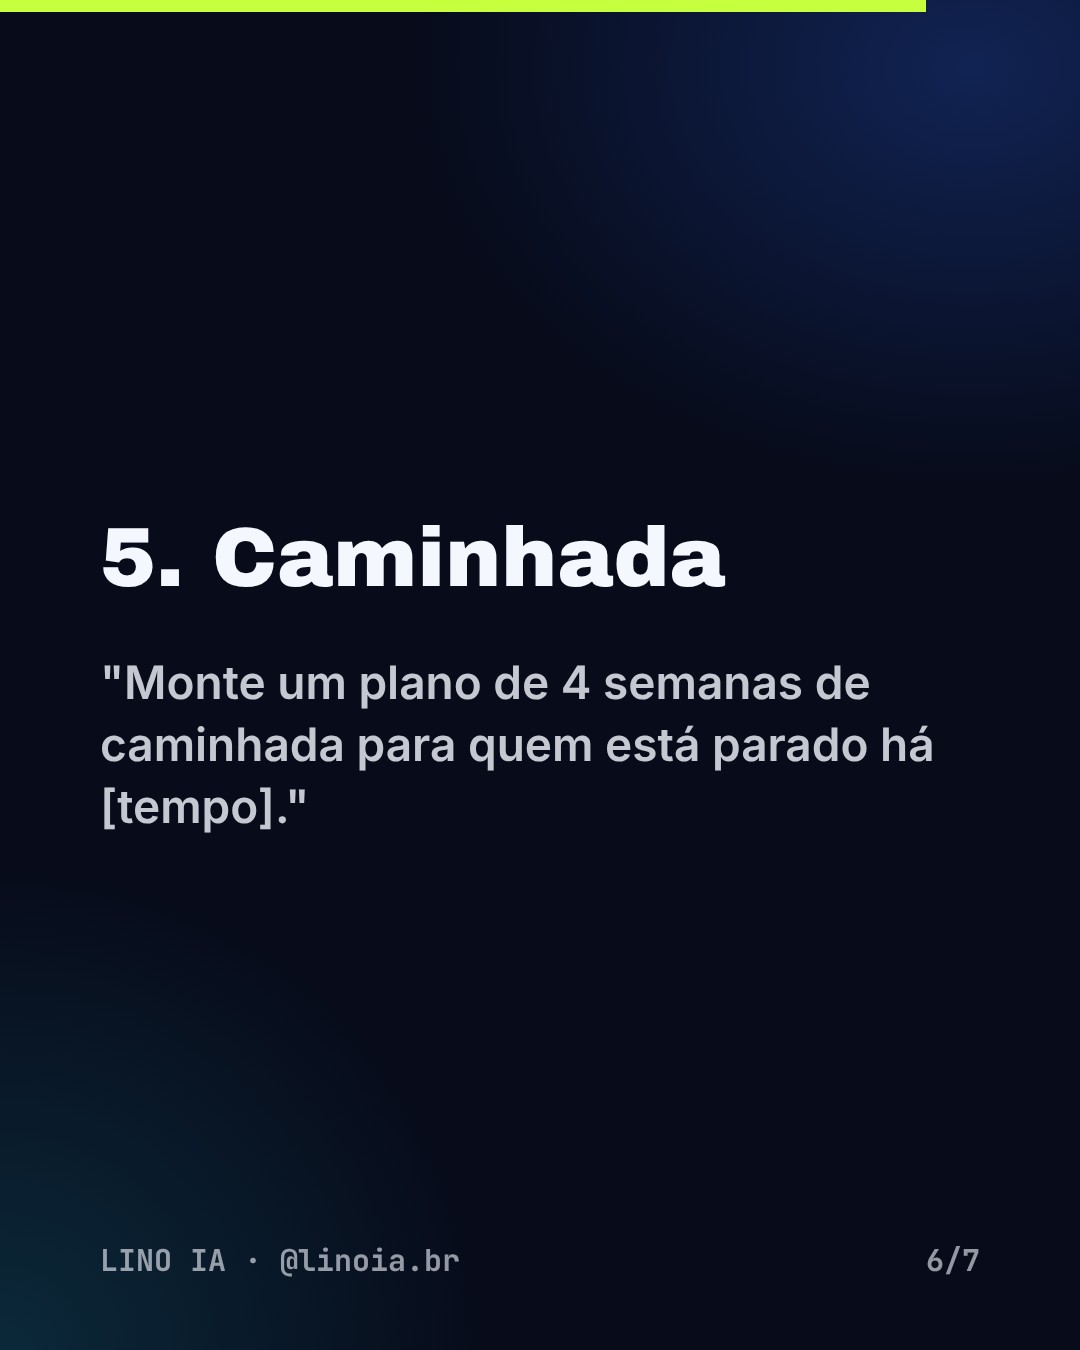 5. Caminhada
"Monte um plano de 4 semanas de
caminhada para quem está parado há
[tempo]."
LINO IA · @linoia.br
6/7